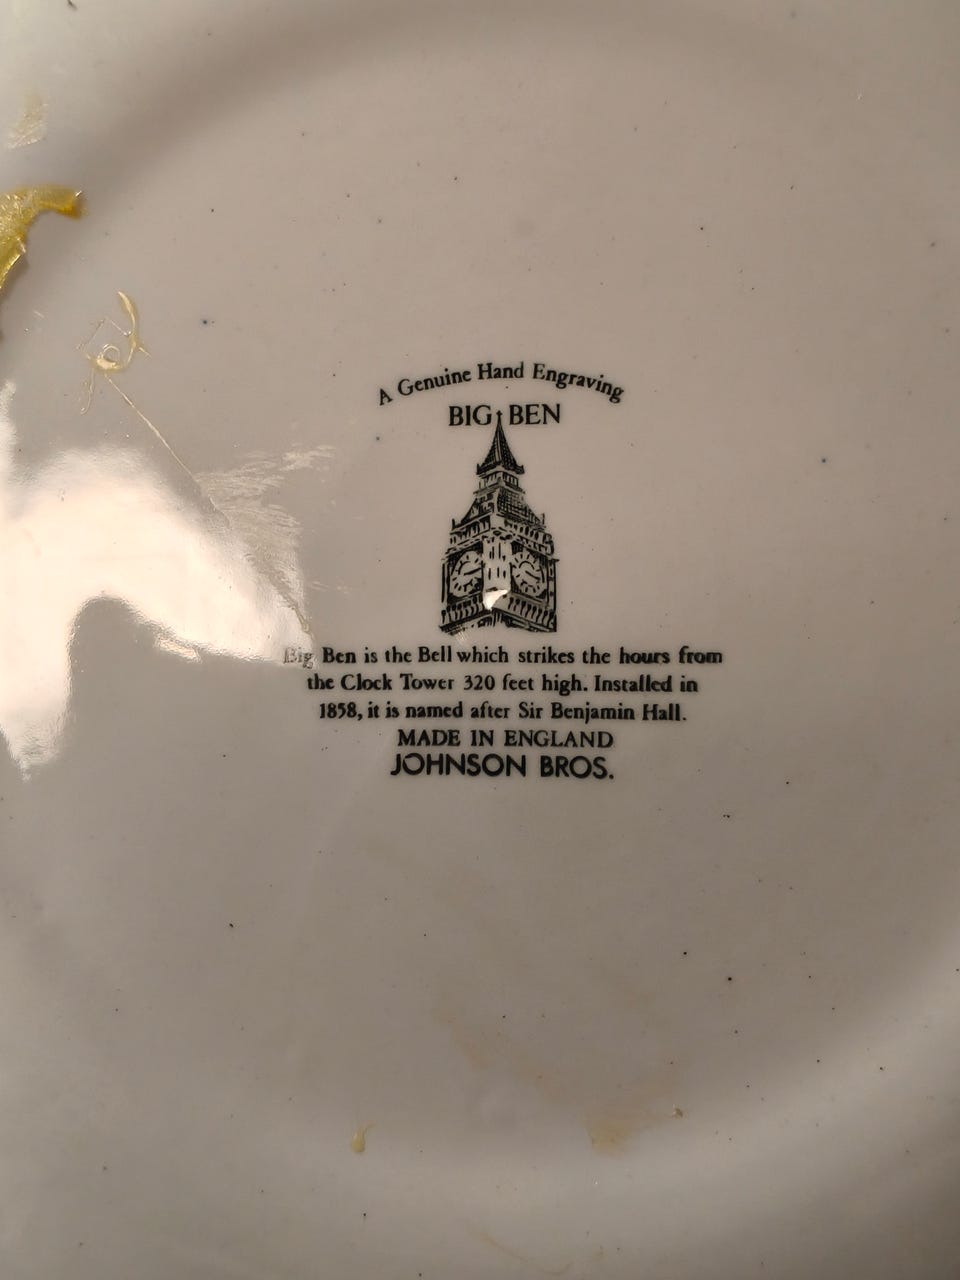 A Genuine Hand Engraving
BIG BEN
Big Ben is the Bell which strikes the hours from
the Clock Tower 320 feet high. Installed in
1858, it is named after Sir Benjamin Hall.
MADE IN ENGLAND
JOHNSON BROS.